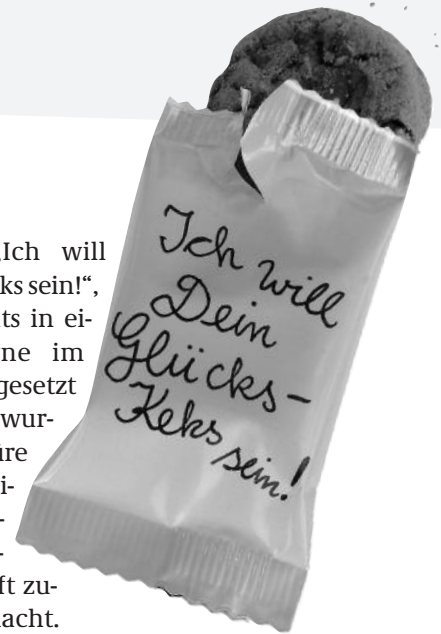 Ich will
ks sein!“,
ts in ei-
ne im
gesetzt
wur-
re
i-
-
-
ft zu-
acht.
Ich will
Dein
Glücks-
Keks
sein!